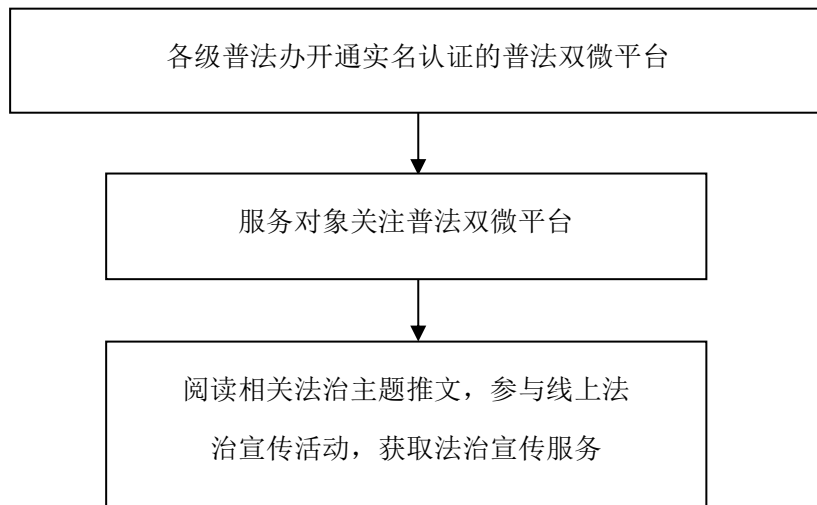 各级普法办开通实名认证的普法双微平台
服务对象关注普法双微平台
阅读相关法治主题推文，参与线上法
治宣传活动，获取法治宣传服务